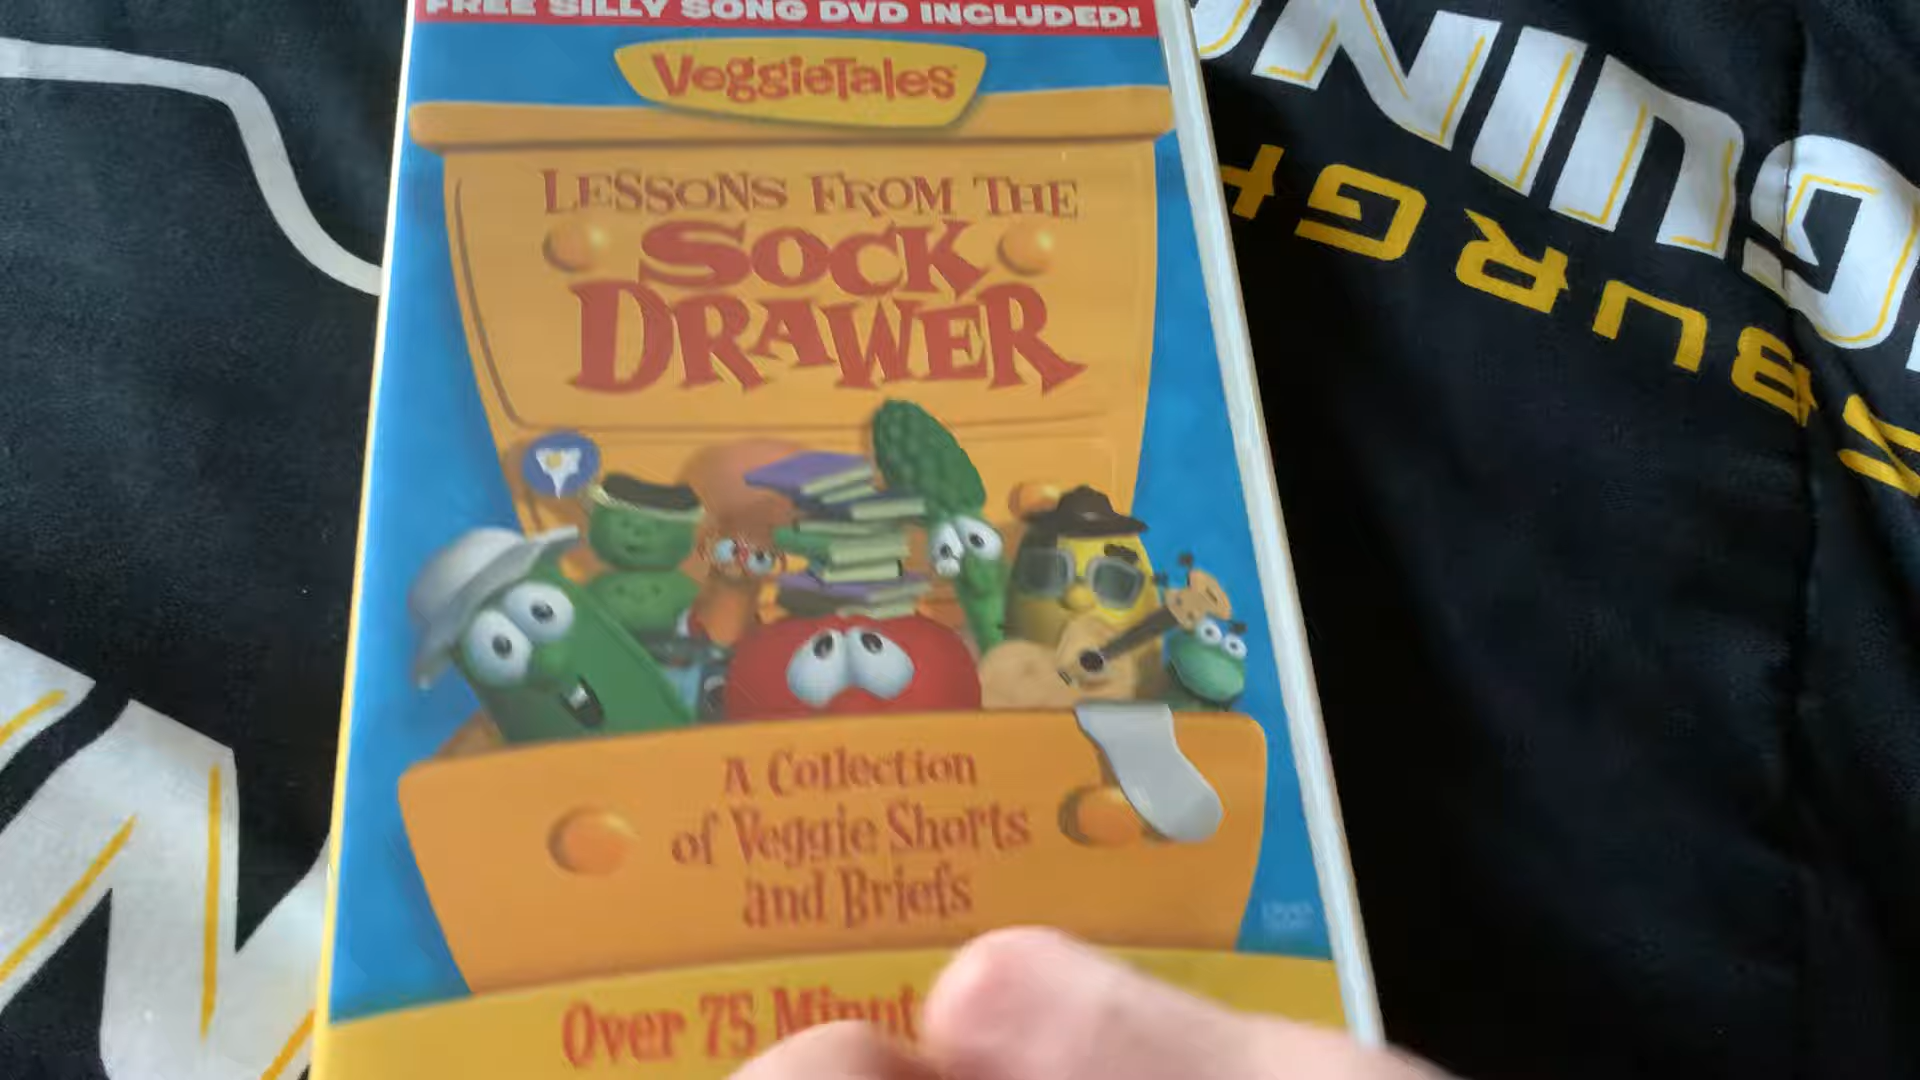 FREE SILLY SONG DVD INCLUDED!
VeggieTales
LESSONS FROM THE
SOCK
DRAWER
A Collection
of Veggie Shorts
and Briefs
Over 75
BURGH